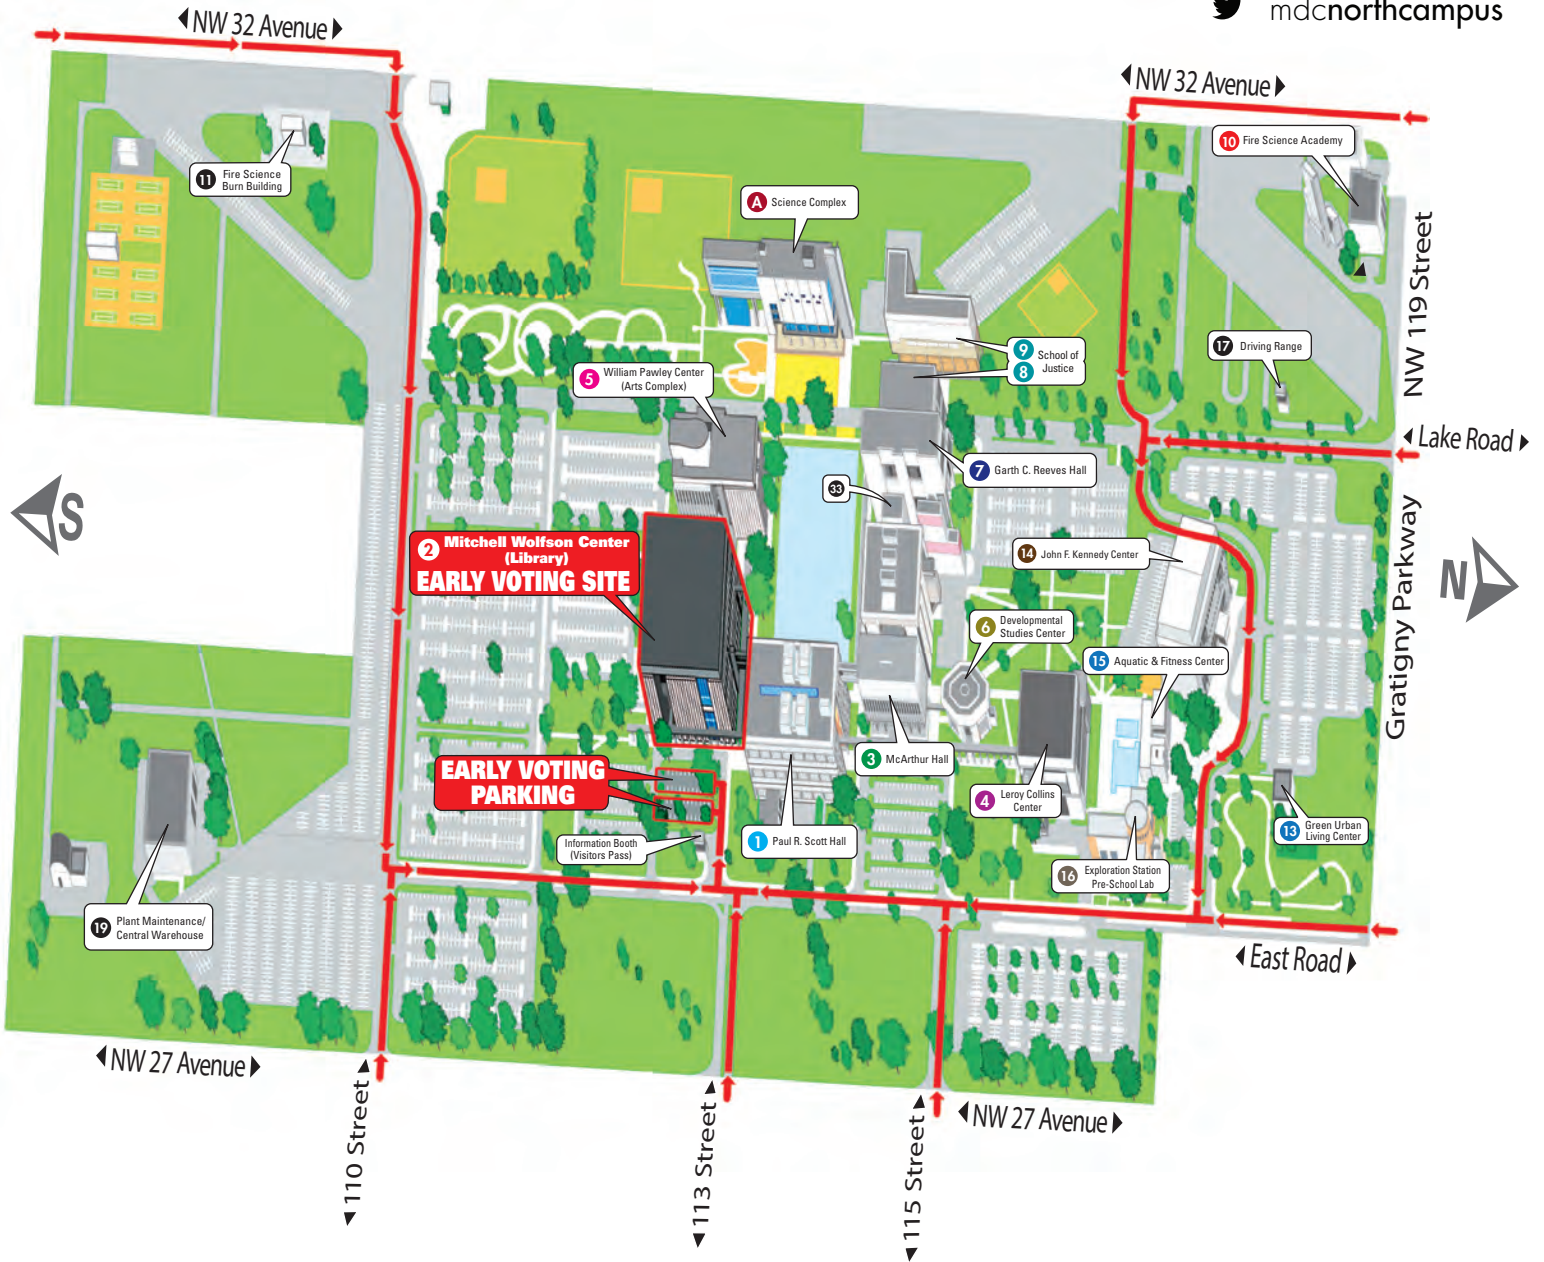 mdcnorthcampus
NW 32 Avenue
NW 32 Avenue
10 Fire Science Academy
11 Fire Science
Burn Building
A Science Complex
NW 119 Street
17 Driving Range
9 School of
8 Justice
5 William Pawley Center
(Arts Complex)
Lake Road
7 Garth C. Reeves Hall
33
S
N
2 Mitchell Wolfson Center
(Library)
EARLY VOTING SITE
14 John F. Kennedy Center
Gratigny Parkway
6 Developmental
Studies Center
15 Aquatic & Fitness Center
3 McArthur Hall
EARLY VOTING
PARKING
4 Leroy Collins
Center
13 Green Urban
Living Center
1 Paul R. Scott Hall
Information Booth
(Visitors Pass)
16 Exploration Station
Pre-School Lab
19 Plant Maintenance/
Central Warehouse
East Road
NW 27 Avenue
NW 27 Avenue
110 Street
113 Street
115 Street